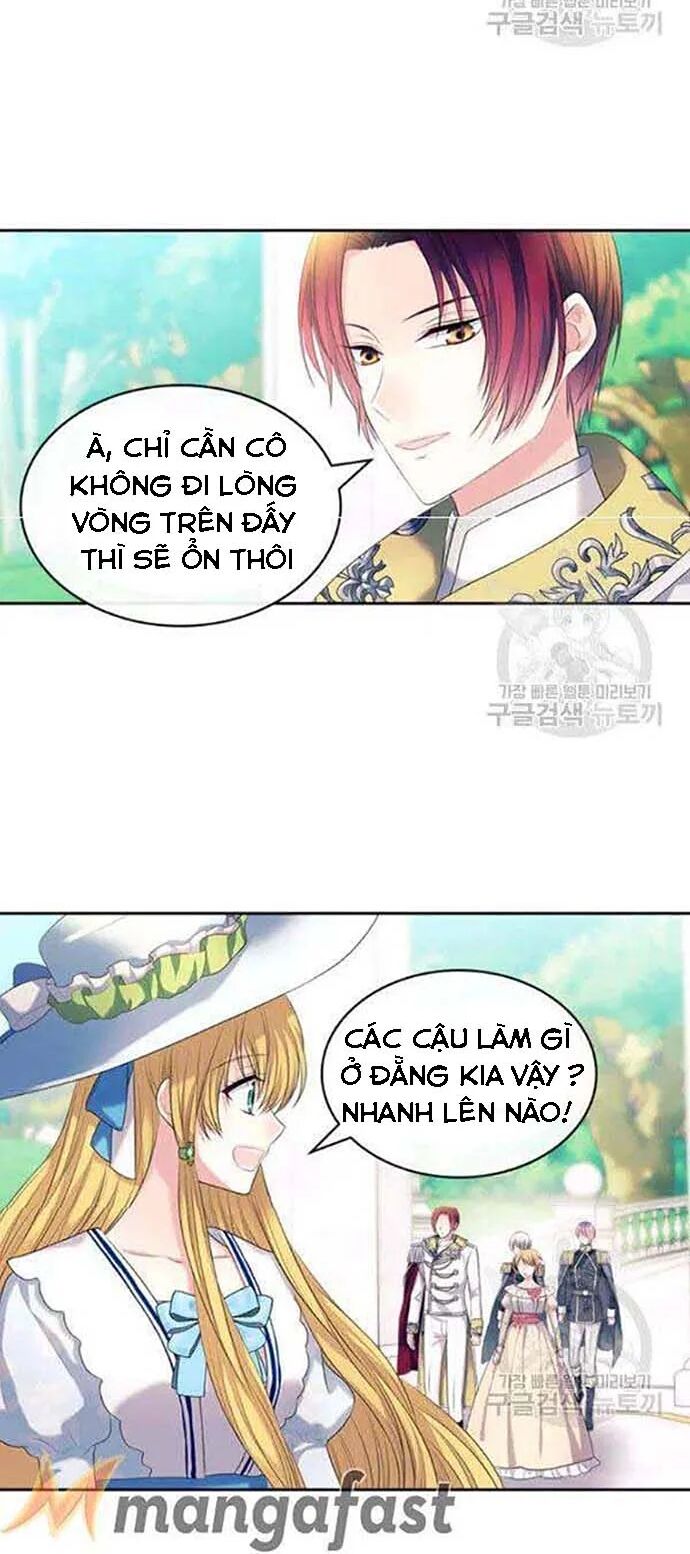 구글검색 뉴토끼
À, CHỈ CẦN CÔ
KHÔNG ĐI LÒNG
VÒNG TRÊN ĐẤY
THÌ SẼ ỔN THÔI
가장 빠른 웹툰 미리보기
구글검색 뉴토끼
CÁC CẬU LÀM GÌ
Ở ĐẰNG KIA VẬY ?
NHANH LÊN NÀO!
가장 빠른 웹툰 미리보기
구글검색 뉴토끼
mangafast